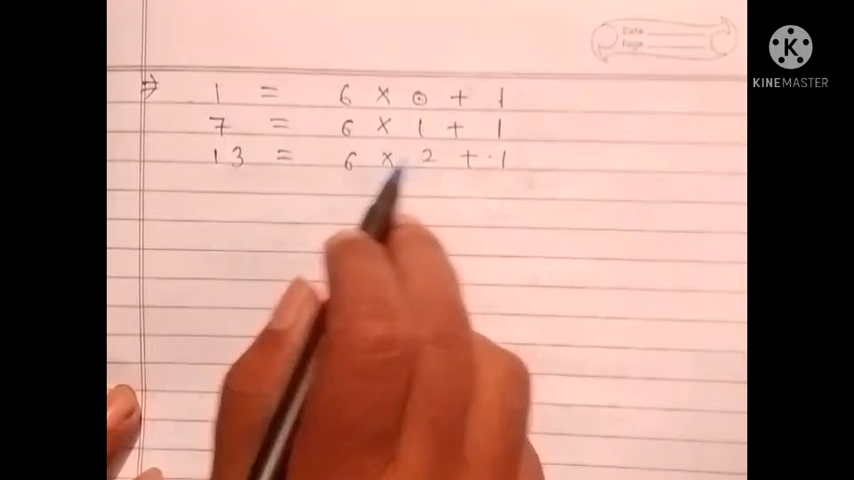 Date
Page
K
KINEMASTER
⇒ 1 = 6 × 0 + 1
7 = 6 × 1 + 1
13 = 6 × 2 + 1